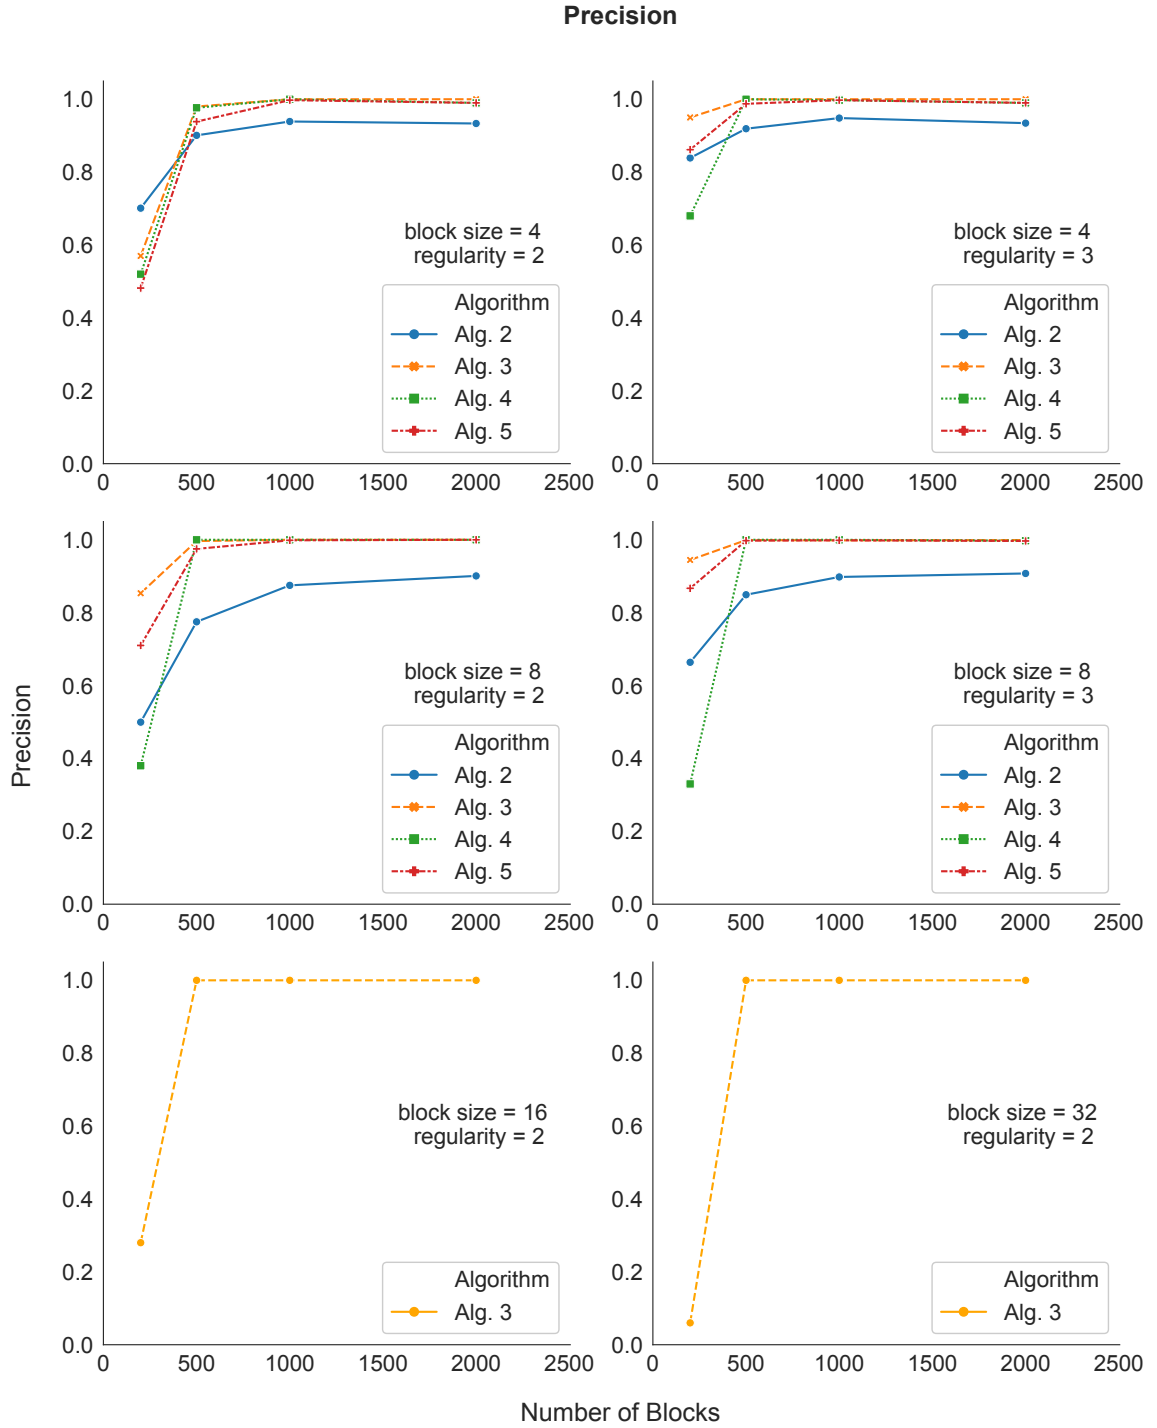 Precision
1.0
0.8
0.6
0.4
0.2
0.0
block size = 4
regularity = 2
Algorithm
Alg. 2
Alg. 3
Alg. 4
Alg. 5
0 500 1000 1500 2000 2500
1.0
0.8
0.6
0.4
0.2
0.0
block size = 4
regularity = 3
Algorithm
Alg. 2
Alg. 3
Alg. 4
Alg. 5
0 500 1000 1500 2000 2500
Precision
1.0
0.8
0.6
0.4
0.2
0.0
block size = 8
regularity = 2
Algorithm
Alg. 2
Alg. 3
Alg. 4
Alg. 5
0 500 1000 1500 2000 2500
1.0
0.8
0.6
0.4
0.2
0.0
block size = 8
regularity = 3
Algorithm
Alg. 2
Alg. 3
Alg. 4
Alg. 5
0 500 1000 1500 2000 2500
1.0
0.8
0.6
0.4
0.2
0.0
block size = 16
regularity = 2
Algorithm
Alg. 3
0 500 1000 1500 2000 2500
1.0
0.8
0.6
0.4
0.2
0.0
block size = 32
regularity = 2
Algorithm
Alg. 3
0 500 1000 1500 2000 2500
Number of Blocks